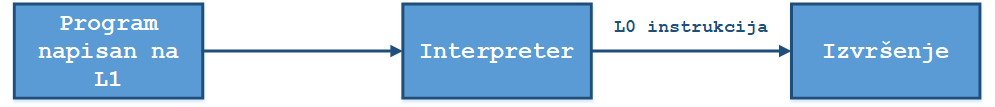 Program
napisan na
L1
Interpreter
L0 instrukcija
Izvršenje